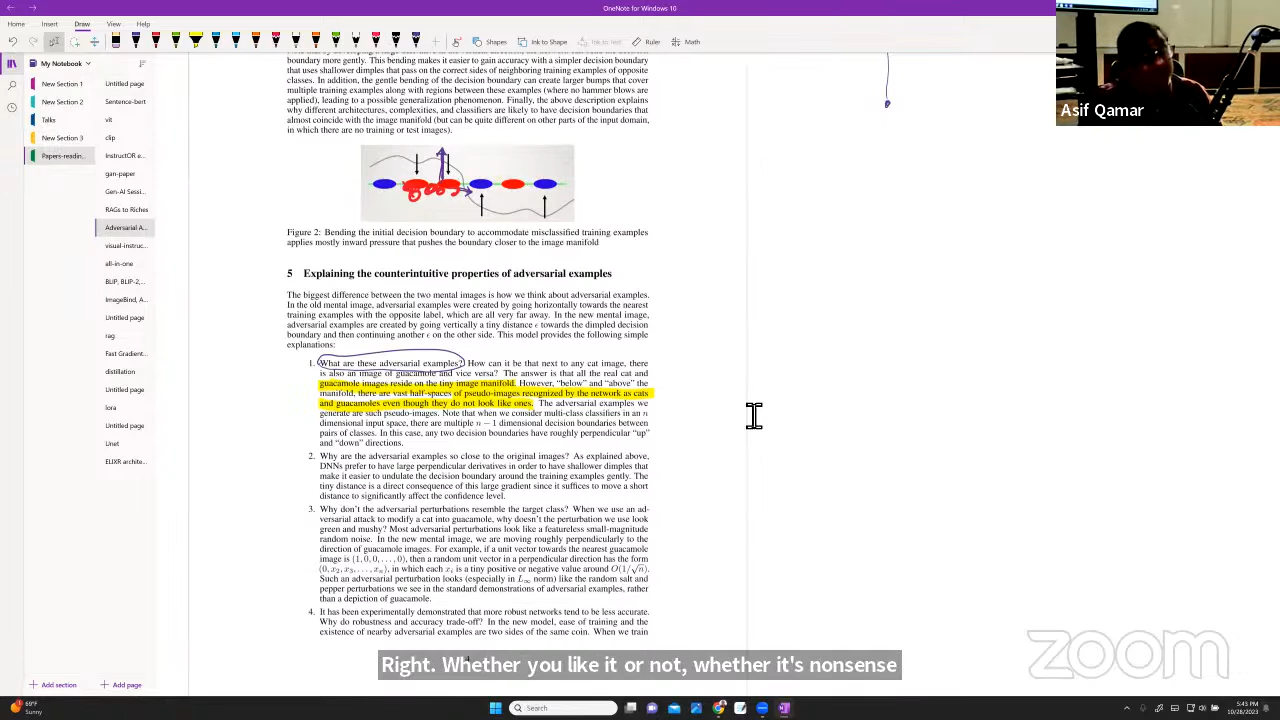 OneNote for Windows 10
Home Insert Draw View Help
Shapes Ink to Shape Ink to Text Ruler Math
My Notebook
New Section 1
New Section 2
Talks
New Section 3
Papers-readin...
Untitled page
Sentence-bert
vit
clip
InstructOR e...
gan-paper
Gen-AI Sessi...
RAGs to Riches
Adversarial A...
visual-instruc...
all-in-one
BLIP, BLIP-2,...
ImageBind, A...
Untitled page
rag
Fast Gradient...
distillation
Untitled page
lora
Untitled page
Unet
ELIXR archite...
Add section
Add page
boundary more gently. This bending makes it easier to gain accuracy with a simpler decision boundary
that uses shallower dimples that pass on the correct sides of neighboring training examples of opposite
classes. In addition, the gentle bending of the decision boundary can create larger bumps that cover
multiple training examples along with regions between these examples (where no hammer blows are
applied), leading to a possible generalization phenomenon. Finally, the above description explains
why different architectures, complexities, and classifiers are likely to have decision boundaries that
almost coincide with the image manifold (but can be quite different on other parts of the input domain,
in which there are no training or test images).
Figure 2: Bending the initial decision boundary to accommodate misclassified training examples
applies mostly inward pressure that pushes the boundary closer to the image manifold
5 Explaining the counterintuitive properties of adversarial examples
The biggest difference between the two mental images is how we think about adversarial examples.
In the old mental image, adversarial examples were created by going horizontally towards the nearest
training examples with the opposite label, which are all very far away. In the new mental image,
adversarial examples are created by going vertically a tiny distance ϵ towards the dimpled decision
boundary and then continuing another ϵ on the other side. This model provides the following simple
explanations:
1. What are these adversarial examples? How can it be that next to any cat image, there
is also an image of guacamole and vice versa? The answer is that all the real cat and
guacamole images reside on the tiny image manifold. However, “below” and “above” the
manifold, there are vast half-spaces of pseudo-images recognized by the network as cats
and guacamoles even though they do not look like ones. The adversarial examples we
generate are such pseudo-images. Note that when we consider multi-class classifiers in an n
dimensional input space, there are multiple n − 1 dimensional decision boundaries between
pairs of classes. In this case, any two decision boundaries have roughly perpendicular “up”
and “down” directions.
2. Why are the adversarial examples so close to the original images? As explained above,
DNNs prefer to have large perpendicular derivatives in order to have shallower dimples that
make it easier to undulate the decision boundary around the training examples gently. The
tiny distance is a direct consequence of this large gradient since it suffices to move a short
distance to significantly affect the confidence level.
3. Why don’t the adversarial perturbations resemble the target class? When we use an ad-
versarial attack to modify a cat into guacamole, why doesn’t the perturbation we use look
green and mushy? Most adversarial perturbations look like a featureless small-magnitude
random noise. In the new mental image, we are moving roughly perpendicularly to the
direction of guacamole images. For example, if a unit vector towards the nearest guacamole
image is (1, 0, 0, . . . , 0), then a random unit vector in a perpendicular direction has the form
(0, x₂, x₃, . . . , xₙ), in which each xᵢ is a tiny positive or negative value around O(1/√n).
Such an adversarial perturbation looks (especially in L∞ norm) like the random salt and
pepper perturbations we see in the standard demonstrations of adversarial examples, rather
than a depiction of guacamole.
4. It has been experimentally demonstrated that more robust networks tend to be less accurate.
Why do robustness and accuracy trade-off? In the new model, ease of training and the
existence of nearby adversarial examples are two sides of the same coin. When we train
Asif Qamar
zoom
Right. Whether you like it or not, whether it's nonsense
69°F
Sunny
Search
5:43 PM
10/28/2023